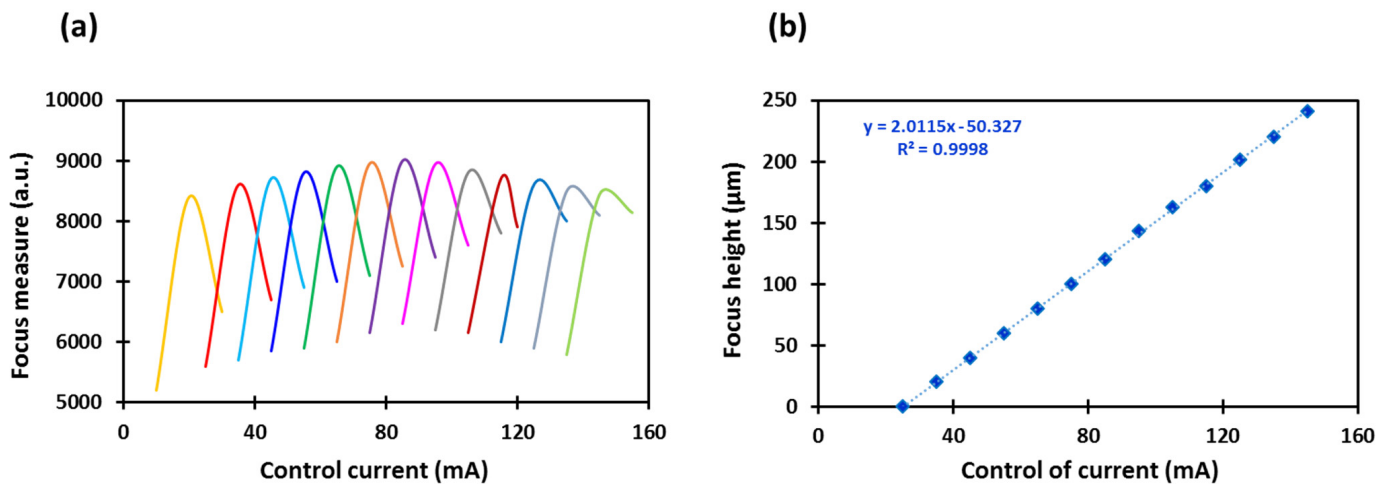 (a)
Focus measure (a.u.)
10000
9000
8000
7000
6000
5000
0
40
80
120
160
Control current (mA)
(b)
Focus height (µm)
250
200
150
100
50
0
y = 2.0115x - 50.327
R² = 0.9998
0
40
80
120
160
Control of current (mA)